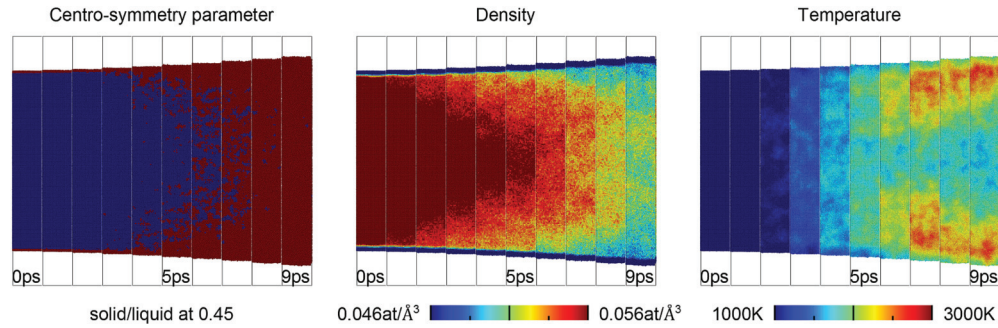 Centro-symmetry parameter
Density
Temperature
0ps 5ps 9ps
0ps 5ps 9ps
0ps 5ps 9ps
solid/liquid at 0.45
0.046at/Å³ 0.056at/Å³
1000K 3000K